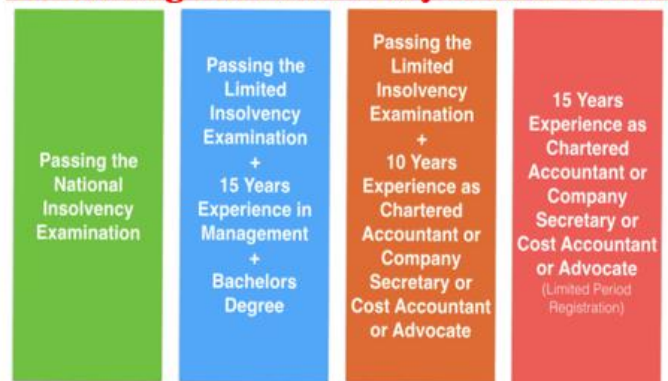 Passing the
National
Insolvency
Examination
Passing the
Limited
Insolvency
Examination
+
15 Years
Experience in
Management
+
Bachelors
Degree
Passing the
Limited
Insolvency
Examination
+
10 Years
Experience as
Chartered
Accountant or
Company
Secretary or
Cost Accountant
or Advocate
15 Years
Experience as
Chartered
Accountant or
Company
Secretary or
Cost Accountant
or Advocate
(Limited Period
Registration)